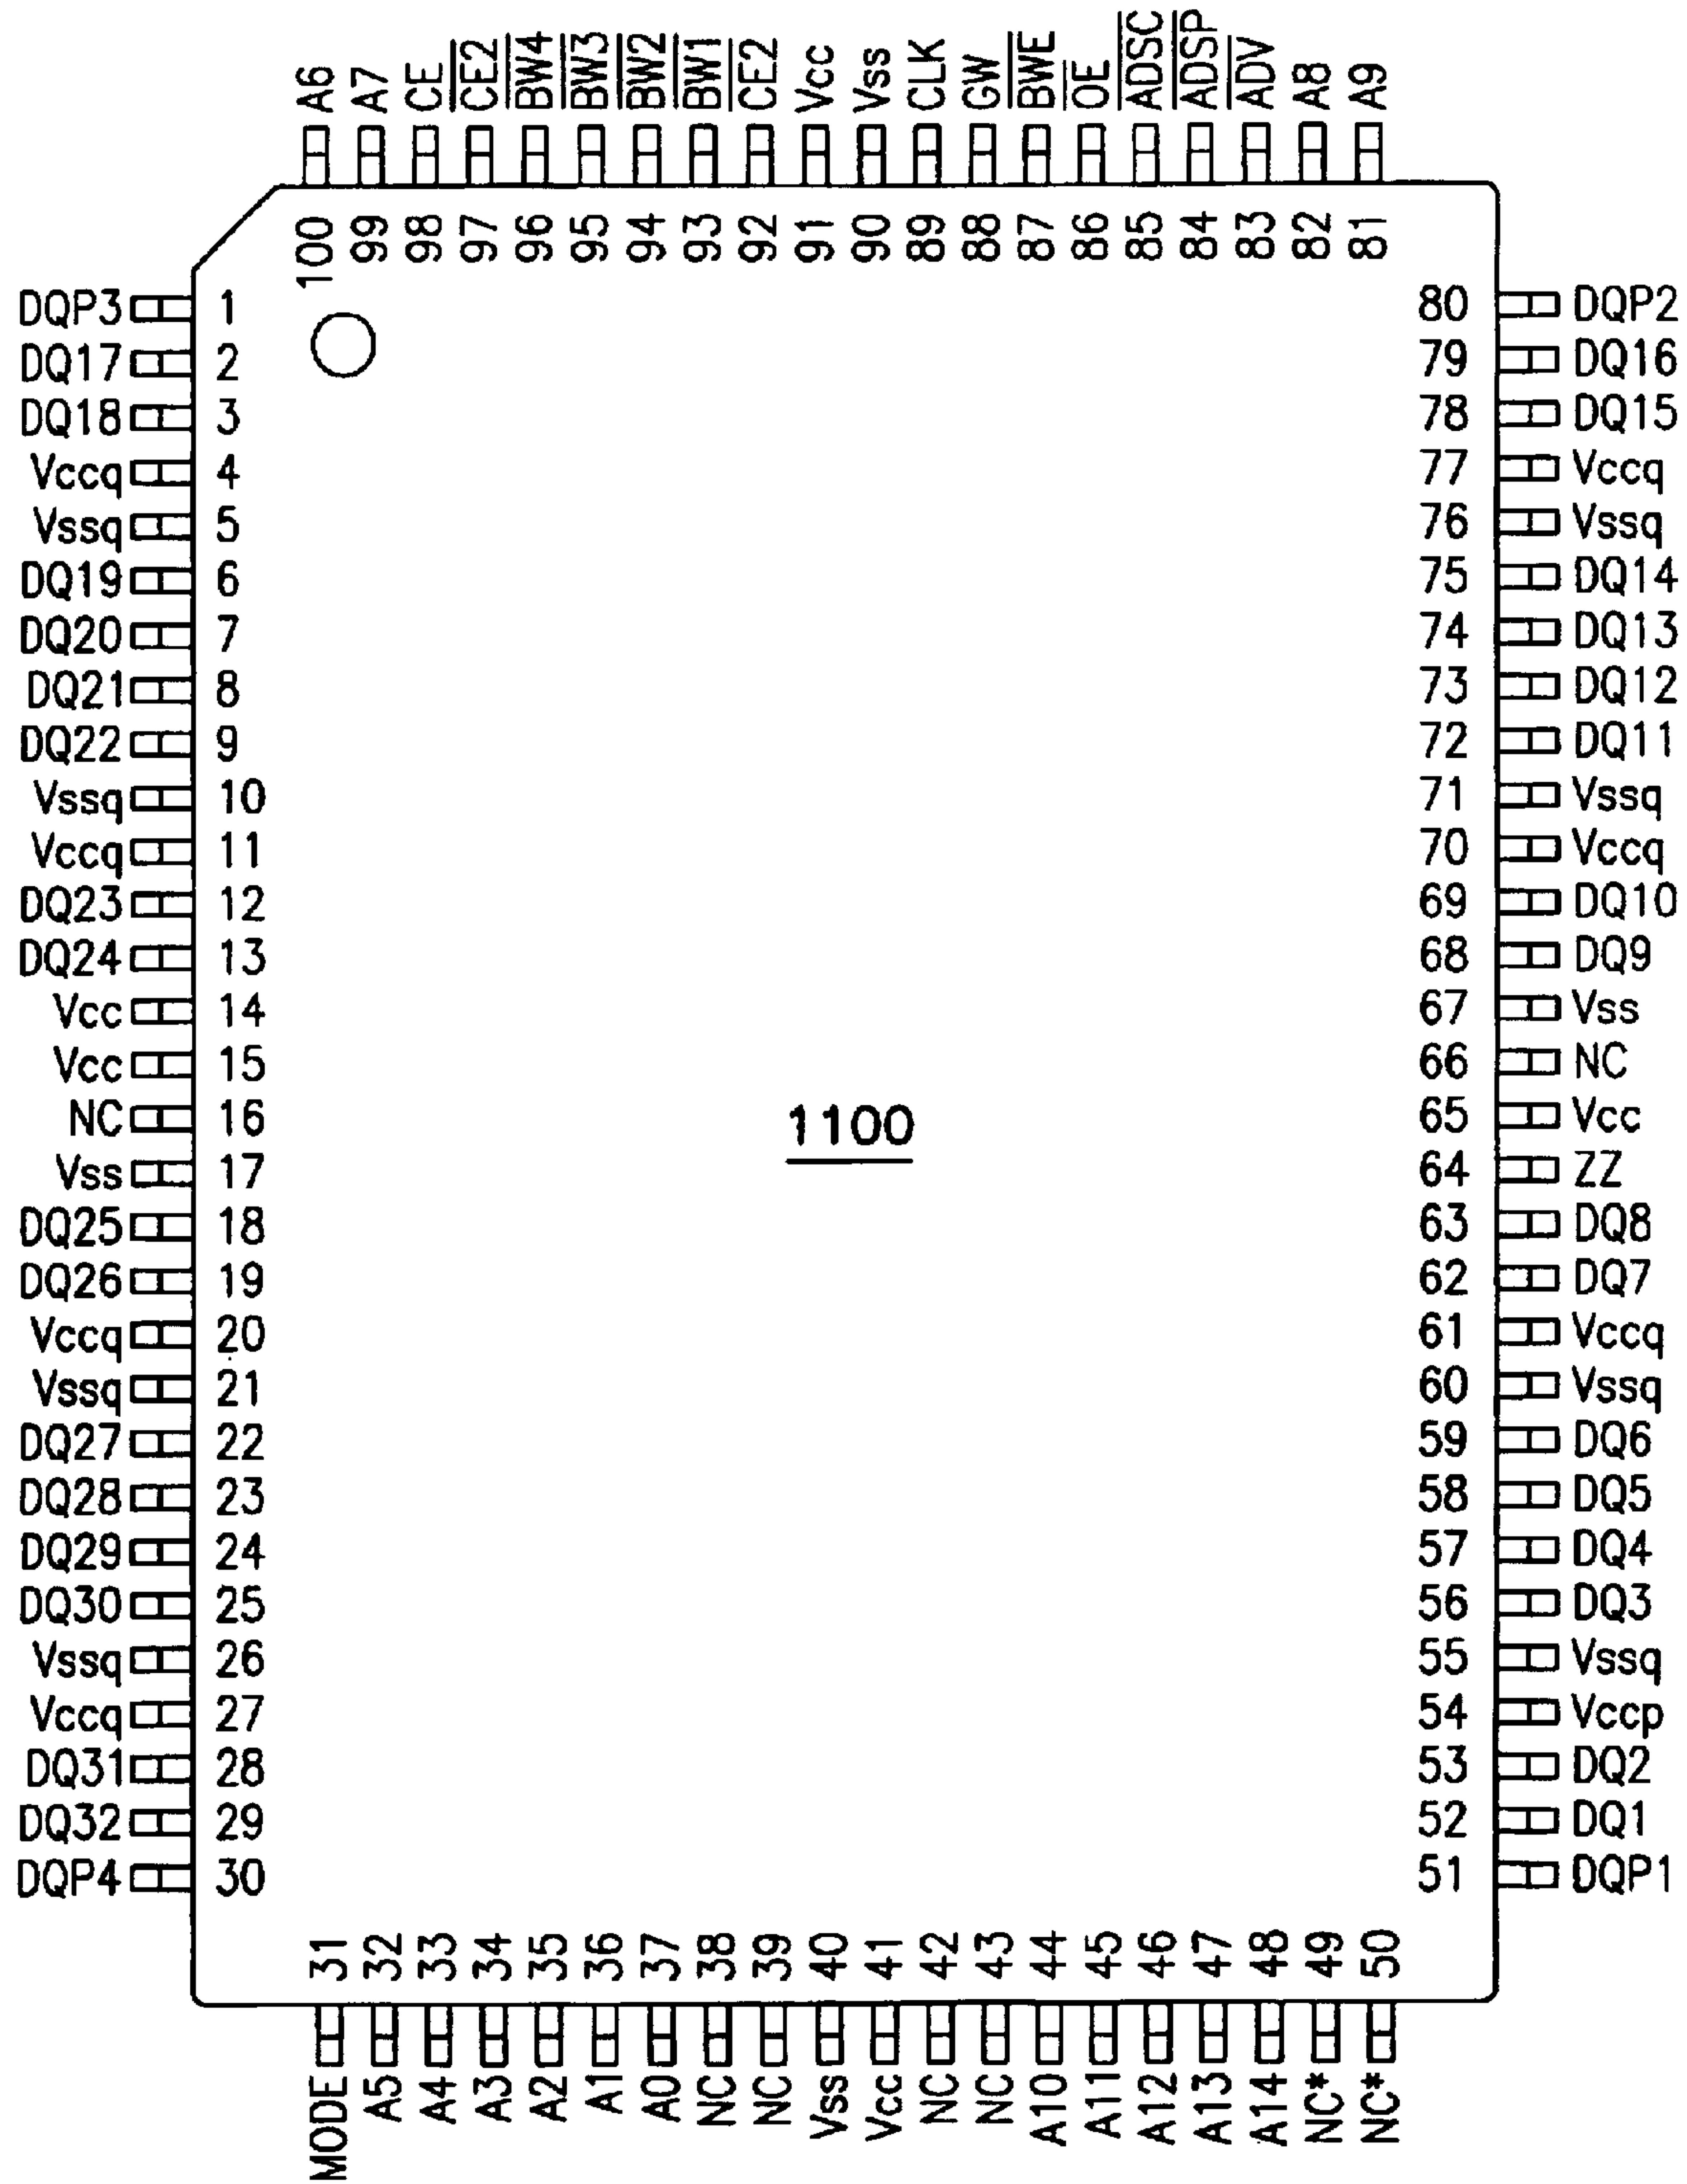 A6 A7 CE CE2 BW4 BW3 BW2 BW1 CE2 Vcc Vss CLK GW BWE OE ADSC ADSP ADV A8 A9
100 99 98 97 96 95 94 93 92 91 90 89 88 87 86 85 84 83 82 81
DQP3 1 80 DQP2
DQ17 2 79 DQ16
DQ18 3 78 DQ15
Vccq 4 77 Vccq
Vssq 5 76 Vssq
DQ19 6 75 DQ14
DQ20 7 74 DQ13
DQ21 8 73 DQ12
DQ22 9 72 DQ11
Vssq 10 71 Vssq
Vccq 11 70 Vccq
DQ23 12 69 DQ10
DQ24 13 68 DQ9
Vcc 14 67 Vss
Vcc 15 66 NC
NC 16 65 Vcc
1100
Vss 17 64 ZZ
DQ25 18 63 DQ8
DQ26 19 62 DQ7
Vccq 20 61 Vccq
Vssq 21 60 Vssq
DQ27 22 59 DQ6
DQ28 23 58 DQ5
DQ29 24 57 DQ4
DQ30 25 56 DQ3
Vssq 26 55 Vssq
Vccq 27 54 Vccp
DQ31 28 53 DQ2
DQ32 29 52 DQ1
DQP4 30 51 DQP1
31 32 33 34 35 36 37 38 39 40 41 42 43 44 45 46 47 48 49 50
MODE A5 A4 A3 A2 A1 A0 NC NC Vss Vcc NC NC A10 A11 A12 A13 A14 NC* NC*